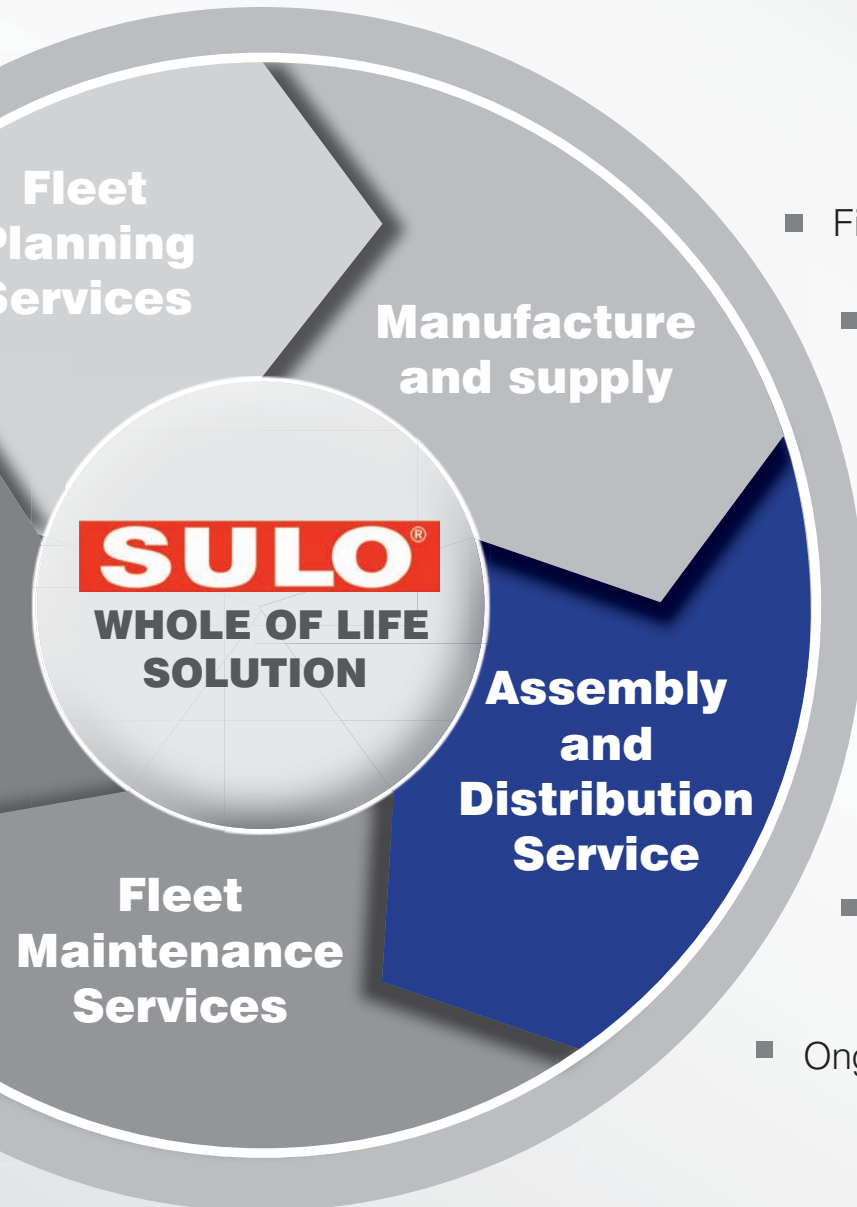 Fleet
Planning
Services
Manufacture
and supply
SULO®
WHOLE OF LIFE
SOLUTION
Assembly
and
Distribution
Service
Fleet
Maintenance
Services